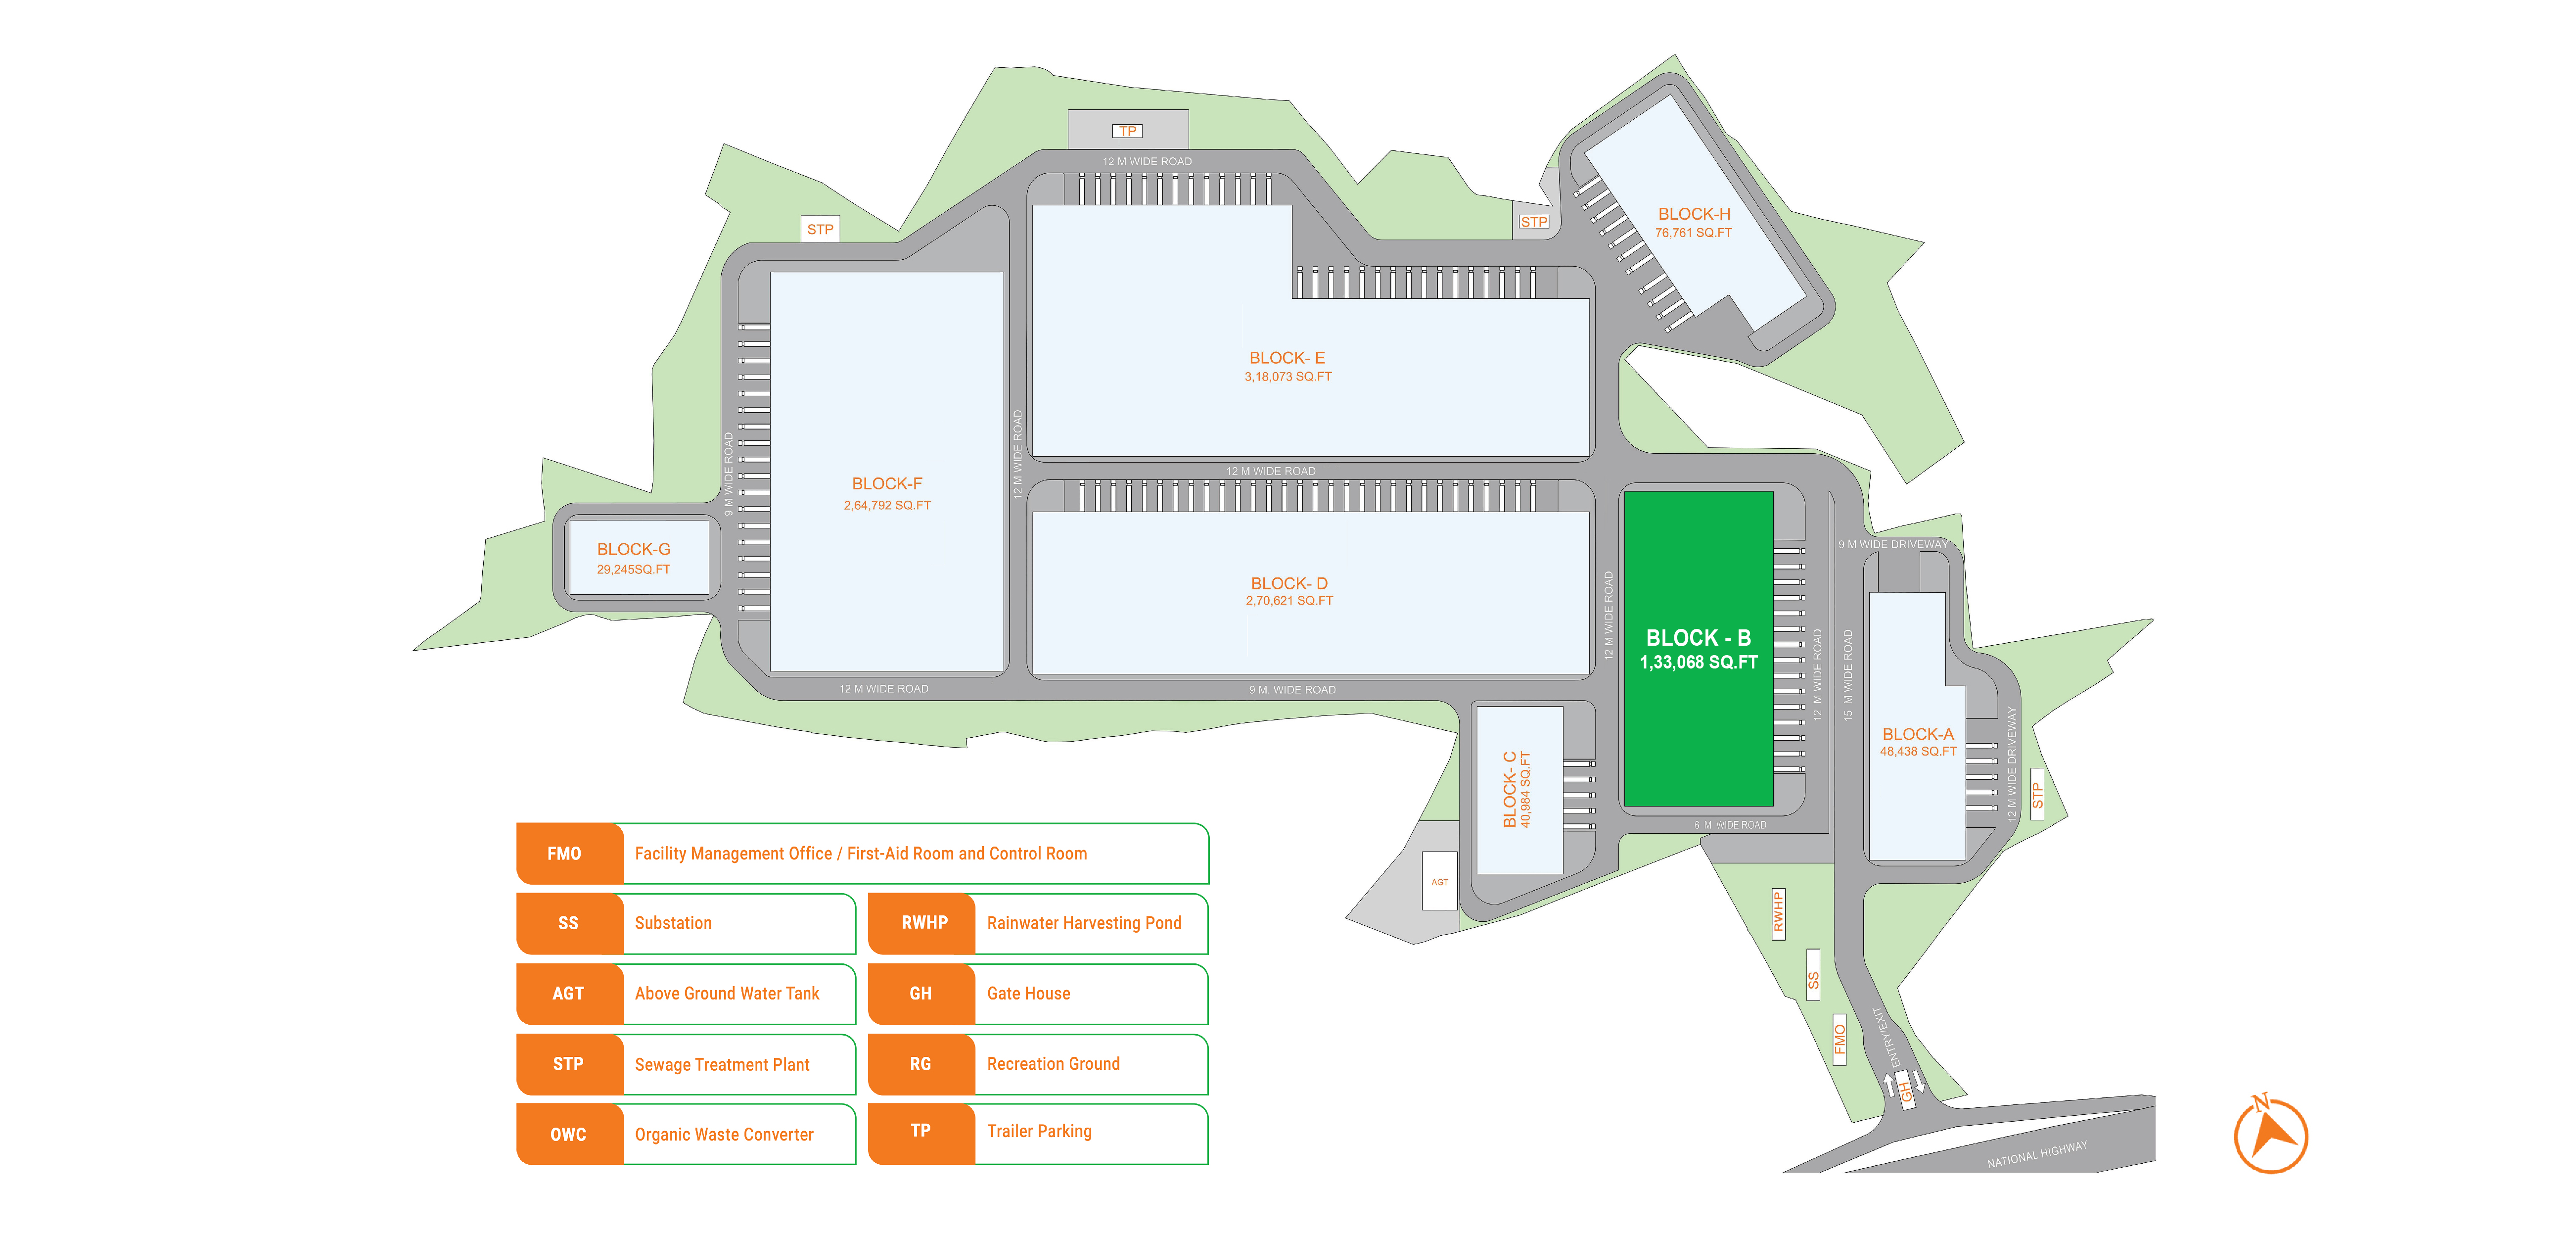 TP
12 M WIDE ROAD
STP
STP
BLOCK-H
76,761 SQ.FT
BLOCK- E
3,18,073 SQ.FT
12 M WIDE ROAD
9 M WIDE ROAD
12 M WIDE ROAD
BLOCK-F
2,64,792 SQ.FT
BLOCK-G
29,245SQ.FT
BLOCK- D
2,70,621 SQ.FT
9 M WIDE DRIVEWAY
12 M WIDE ROAD
BLOCK - B
1,33,068 SQ.FT
12 M WIDE ROAD
15 M WIDE ROAD
12 M WIDE ROAD
9 M. WIDE ROAD
BLOCK-A
48,438 SQ.FT
12 M WIDE DRIVEWAY
STP
BLOCK- C
40,984 SQ.FT
6 M WIDE ROAD
AGT
RWHP
SS
FMO
ENTRY/EXIT
GH
NATIONAL HIGHWAY
N
FMO Facility Management Office / First-Aid Room and Control Room
SS Substation
RWHP Rainwater Harvesting Pond
AGT Above Ground Water Tank
GH Gate House
STP Sewage Treatment Plant
RG Recreation Ground
OWC Organic Waste Converter
TP Trailer Parking